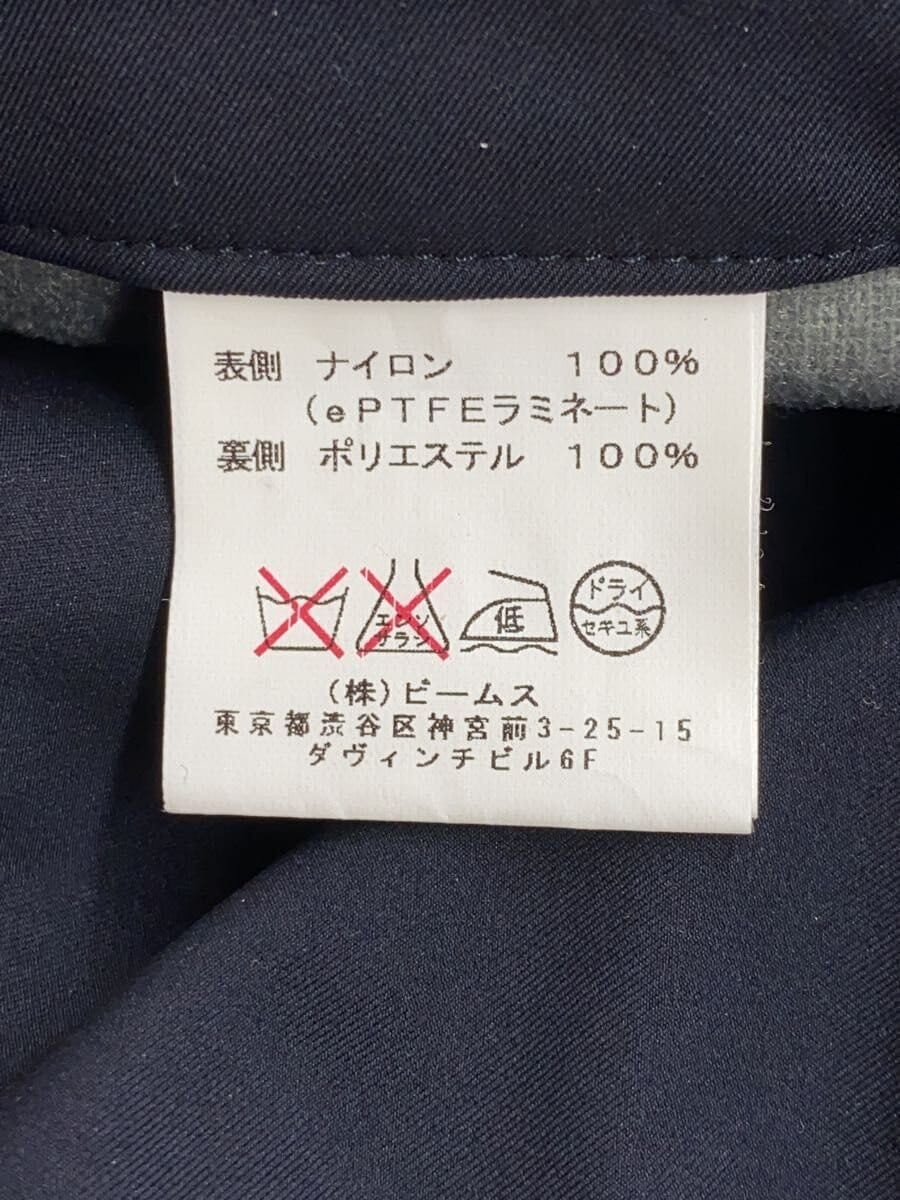 表側 ナイロン 100%
(ePTFEラミネート)
裏側 ポリエステル 100%
エンソ
サラシ
低
ドライ
セキユ系
(株)ビームス
東京都渋谷区神宮前3-25-15
ダヴィンチビル6F